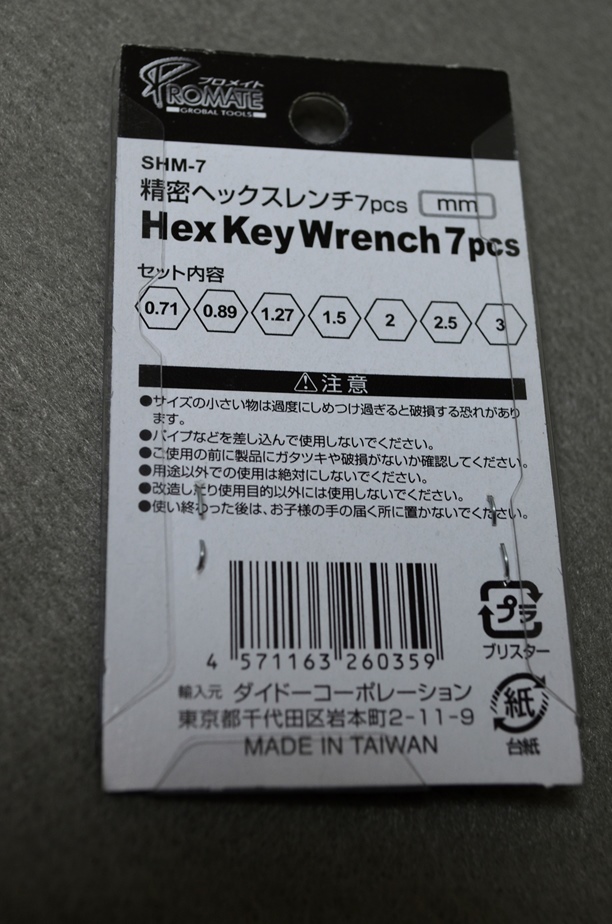 プロメイト
PROMATE
GROBAL TOOLS
SHM-7
精密ヘックスレンチ7pcs mm
Hex Key Wrench 7pcs
セット内容
0.71 0.89 1.27 1.5 2 2.5 3
⚠注意
●サイズの小さい物は過度にしめつけ過ぎると破損する恐れがあり
ます。
●パイプなどを差し込んで使用しないでください。
●ご使用の前に製品にガタツキや破損がないか確認してください。
●用途以外での使用は絶対にしないでください。
●改造したり使用目的以外には使用しないでください。
●使い終わった後は、お子様の手の届く所に置かないでください。
4 571163 260359
プラ
ブリスター
輸入元 ダイドーコーポレーション
東京都千代田区岩本町2-11-9
MADE IN TAIWAN
紙
台紙